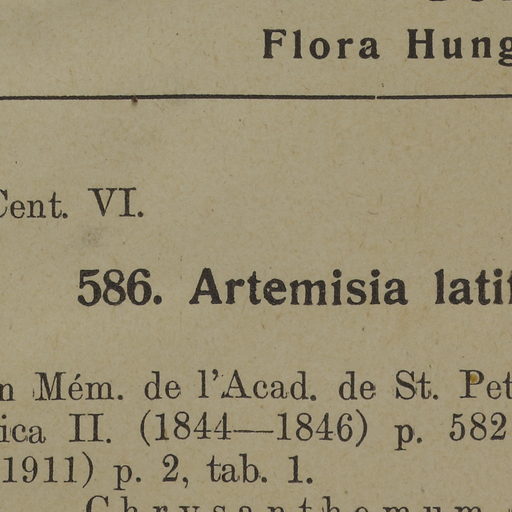 Flora Hung
Cent. VI.
586. Artemisia lati
Mém. de l'Acad. de St. Pet
ica II. (1844—1846) p. 582
1911) p. 2, tab. 1.
Chrysanthemum